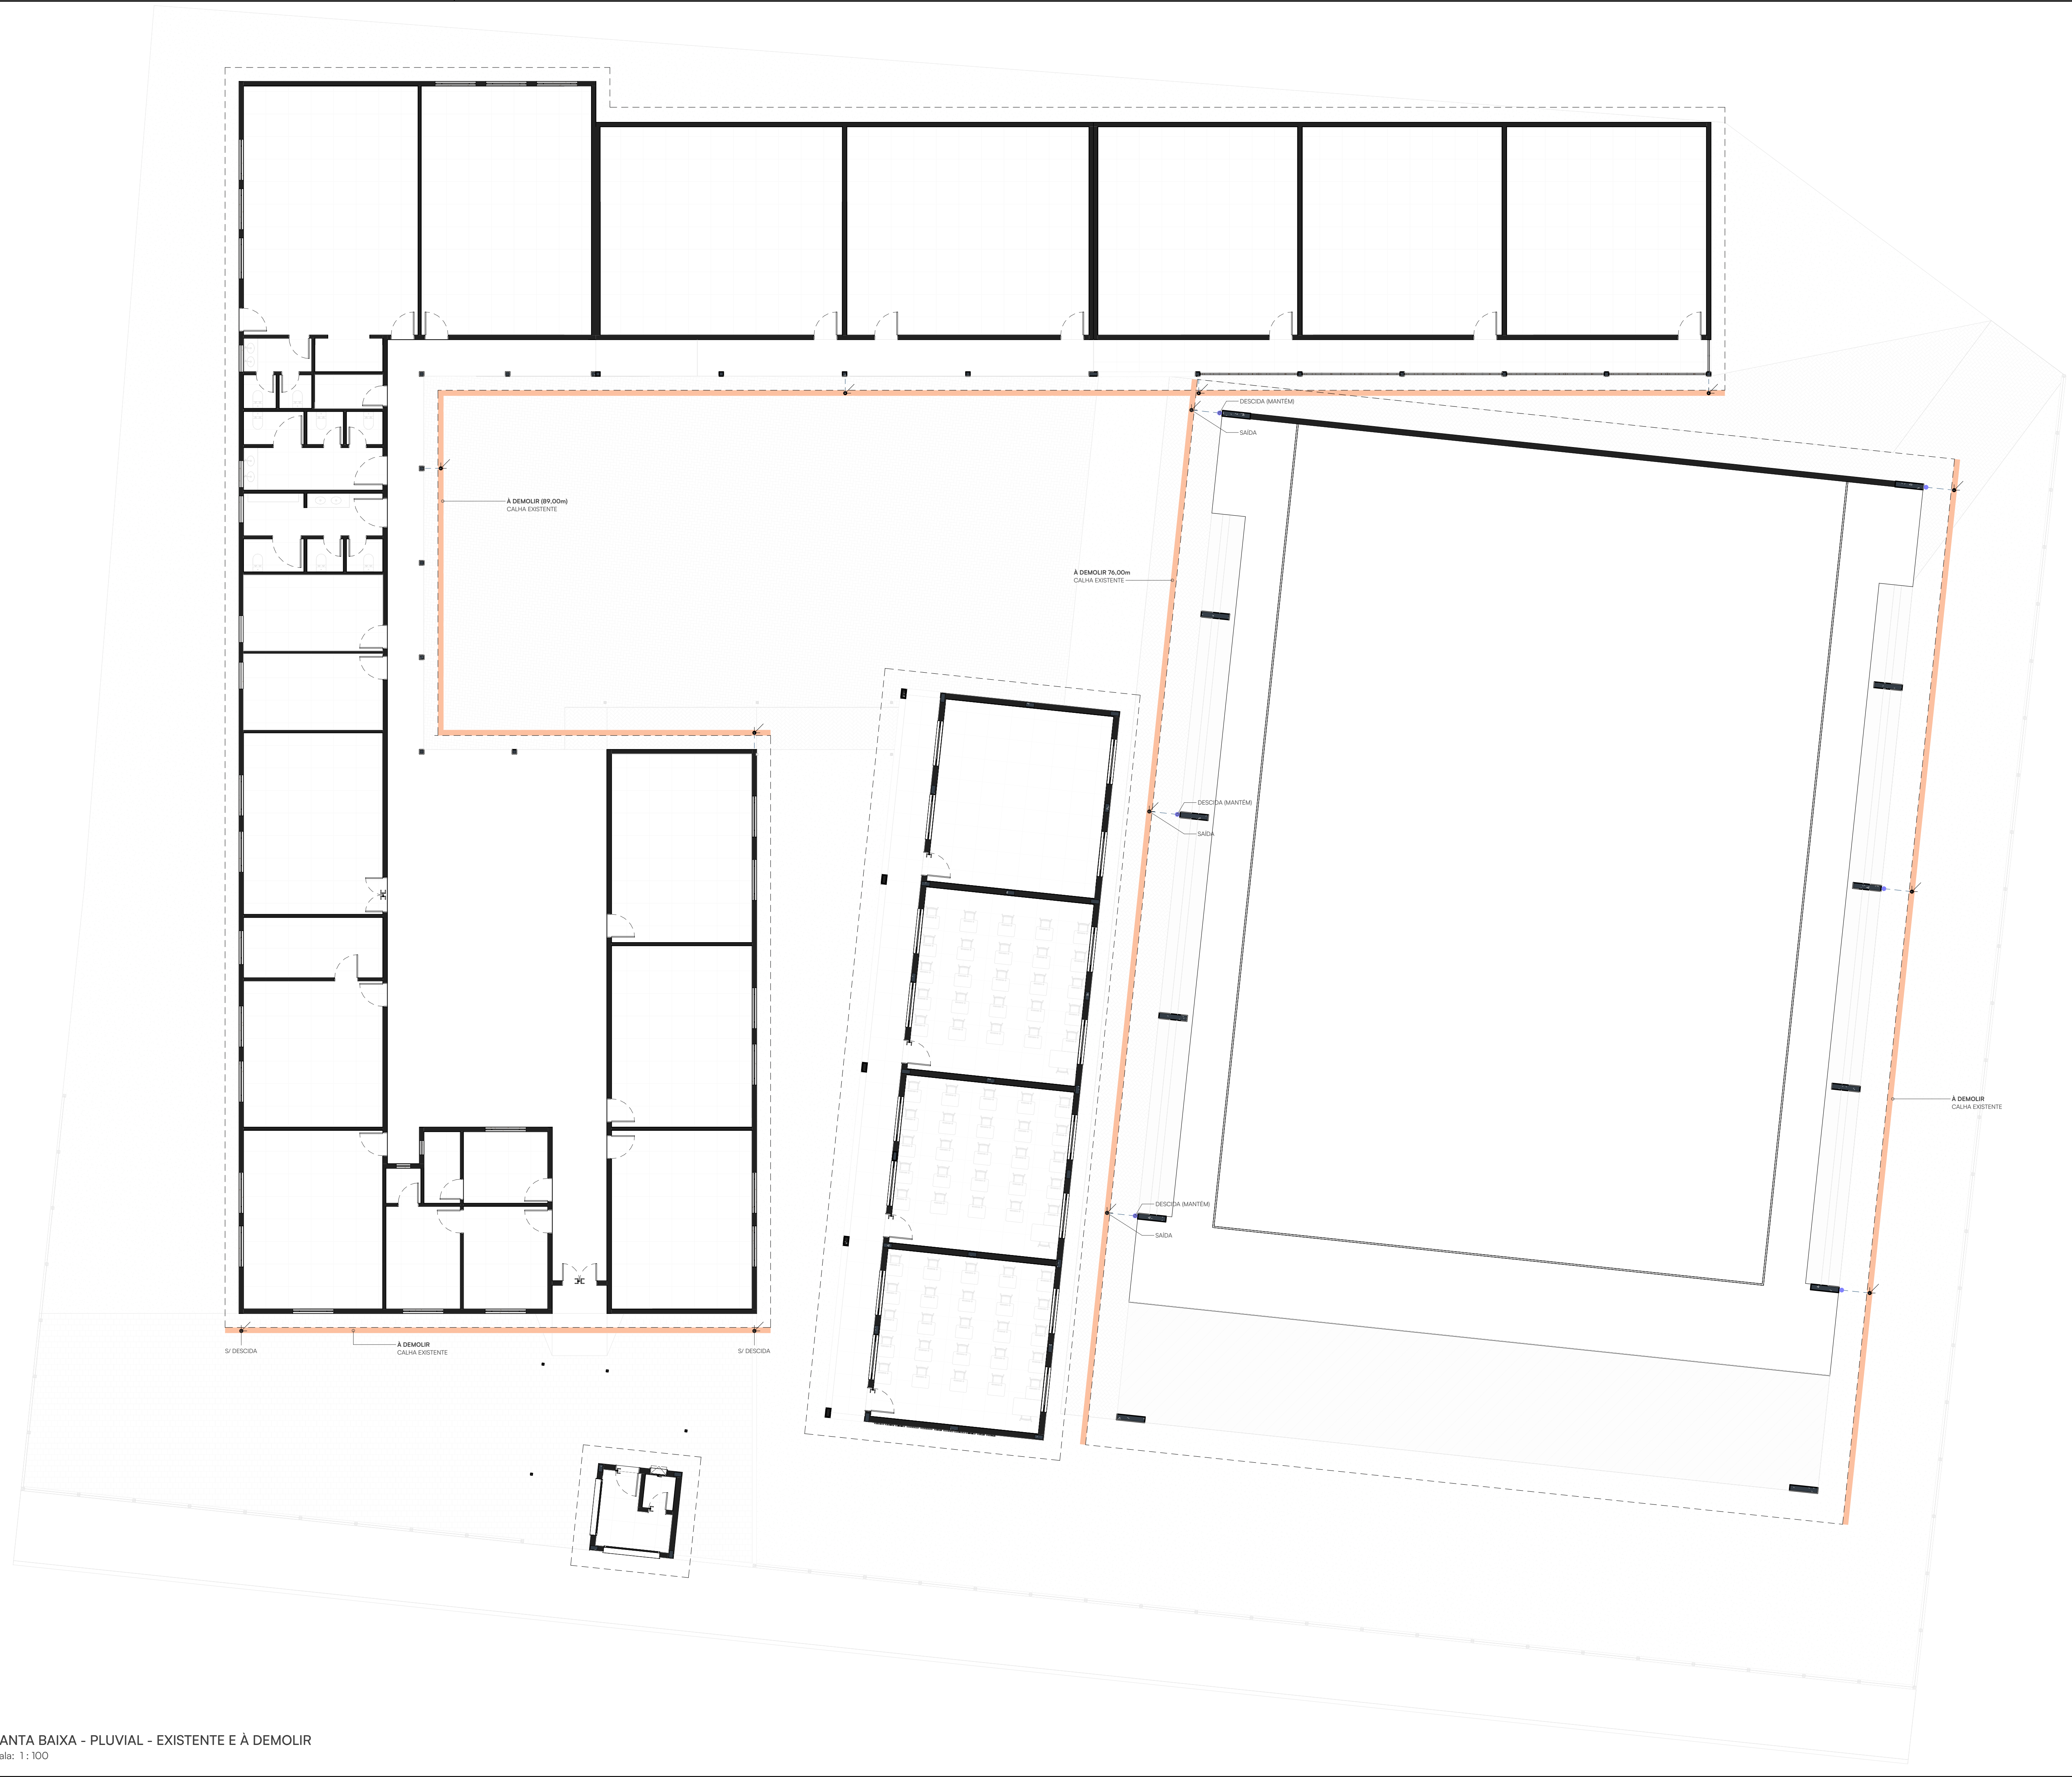 DESCIDA (MANTÉM)
SAÍDA
À DEMOLIR (89,00m)
CALHA EXISTENTE
À DEMOLIR 76,00m
CALHA EXISTENTE
DESCIDA (MANTÉM)
SAÍDA
À DEMOLIR
CALHA EXISTENTE
DESCIDA (MANTÉM)
SAÍDA
S/ DESCIDA
À DEMOLIR
CALHA EXISTENTE
S/ DESCIDA
ANTA BAIXA - PLUVIAL - EXISTENTE E À DEMOLIR
ala: 1 : 100